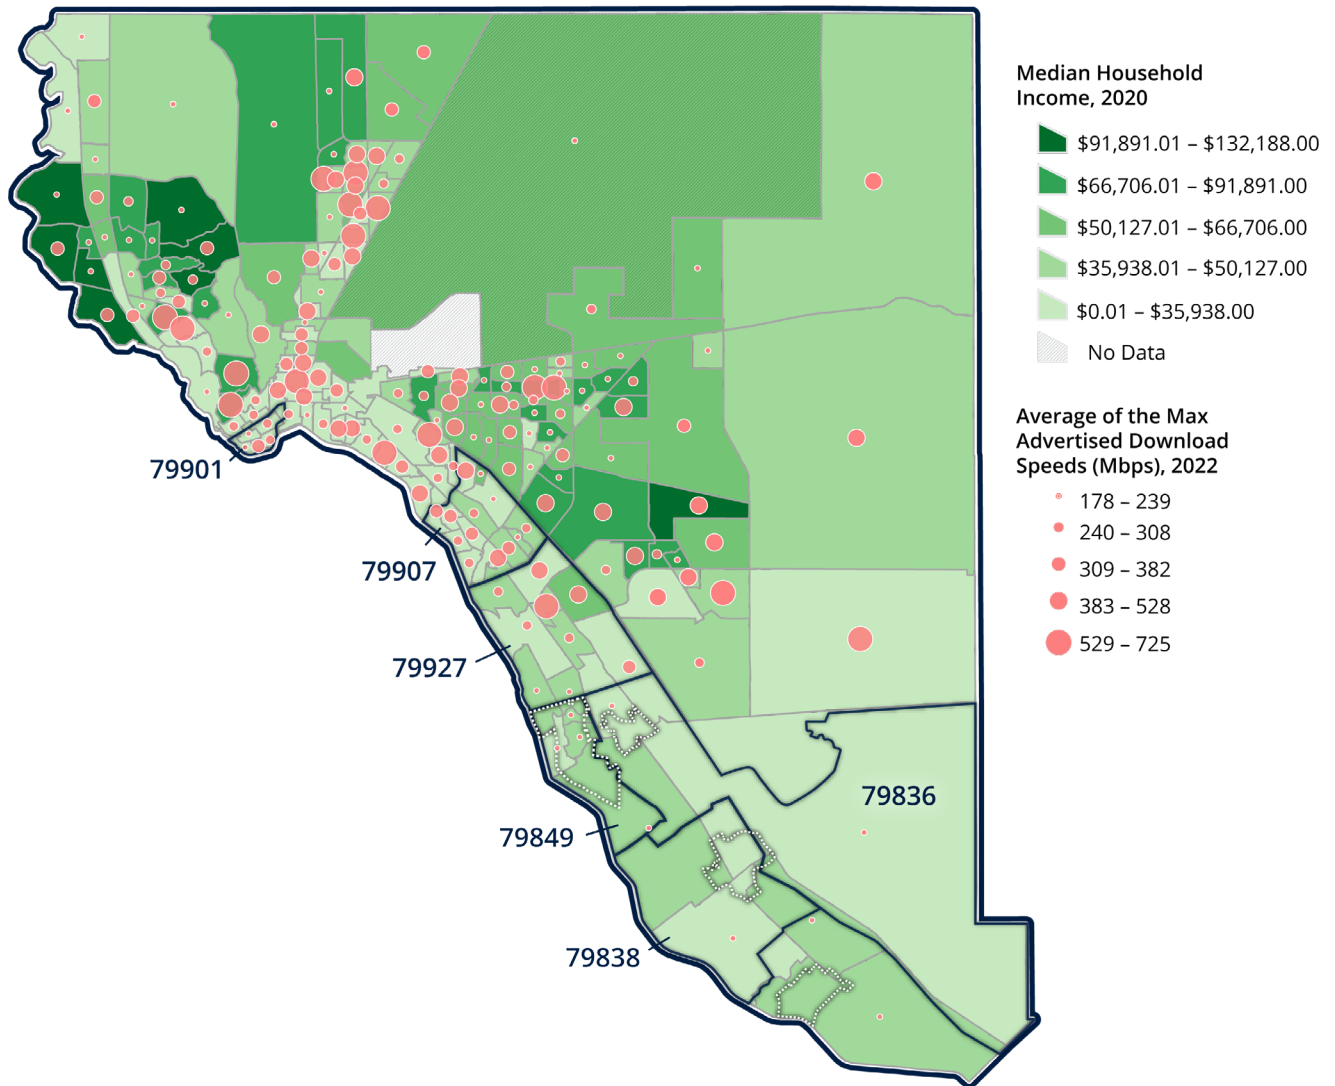 Median Household
Income, 2020
$91,891.01 – $132,188.00
$66,706.01 – $91,891.00
$50,127.01 – $66,706.00
$35,938.01 – $50,127.00
$0.01 – $35,938.00
No Data
Average of the Max
Advertised Download
Speeds (Mbps), 2022
178 – 239
240 – 308
309 – 382
383 – 528
529 – 725
79901
79907
79927
79836
79849
79838